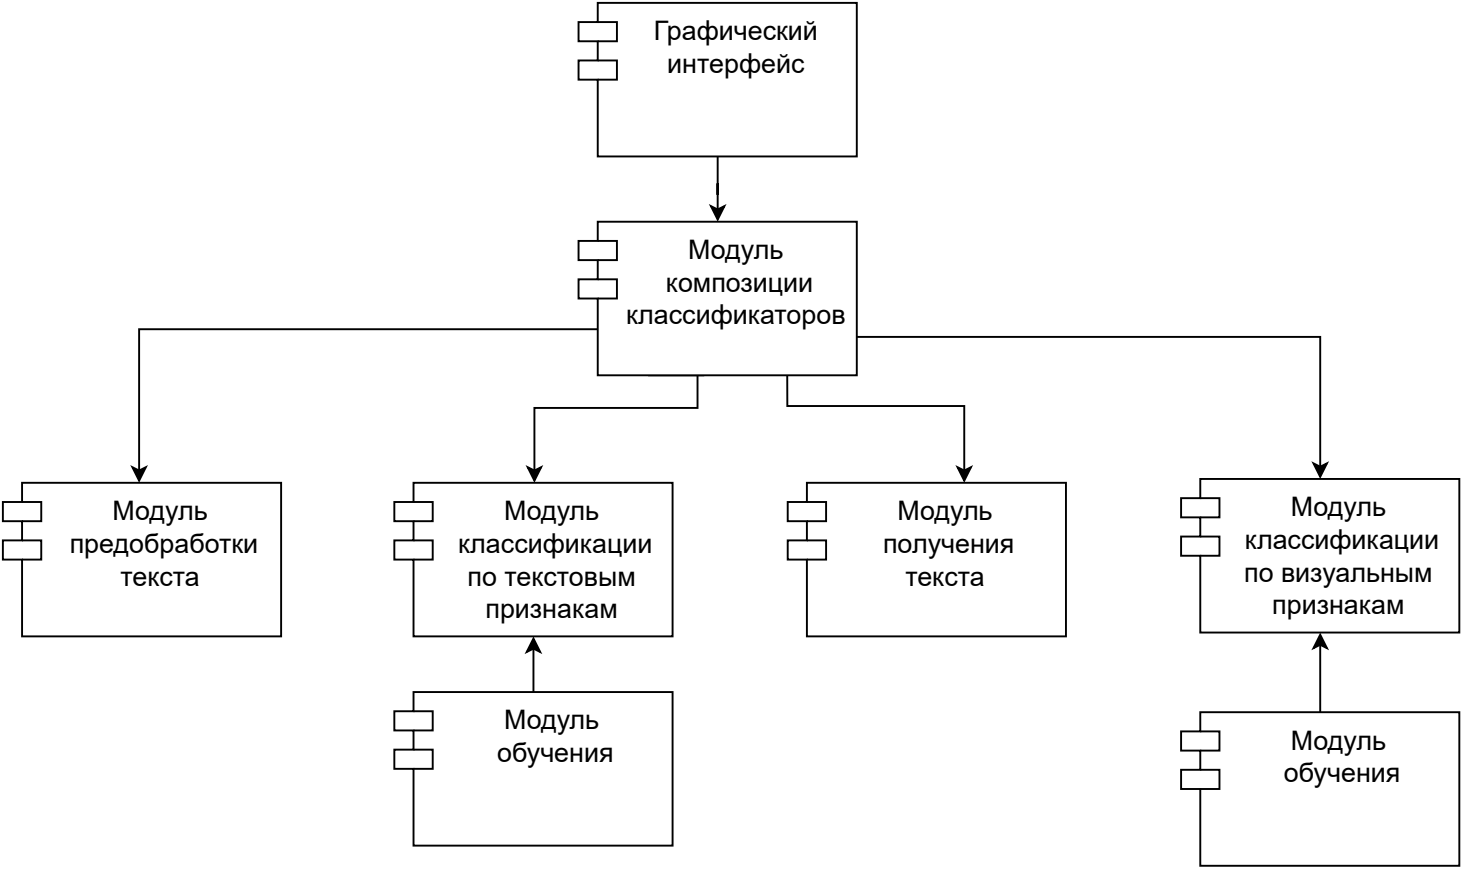 Графический
интерфейс
Модуль
композиции
классификаторов
Модуль
предобработки
текста
Модуль
классификации
по текстовым
признакам
Модуль
получения
текста
Модуль
классификации
по визуальным
признакам
Модуль
обучения
Модуль
обучения